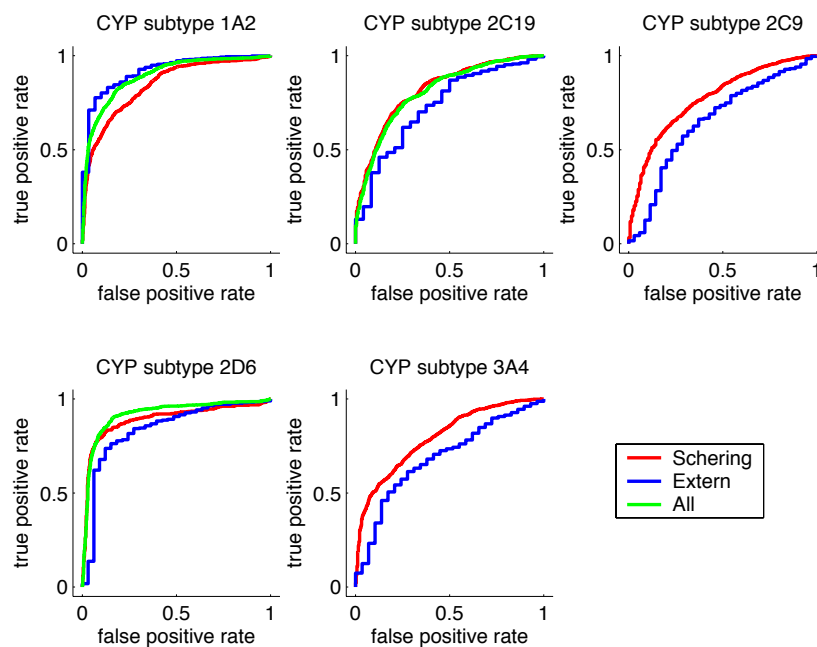 CYP subtype 1A2
CYP subtype 2C19
CYP subtype 2C9
1
0.5
0
true positive rate
0
0.5
1
false positive rate
1
0.5
0
true positive rate
0
0.5
1
false positive rate
1
0.5
0
true positive rate
0
0.5
1
false positive rate
CYP subtype 2D6
CYP subtype 3A4
1
0.5
0
true positive rate
0
0.5
1
false positive rate
1
0.5
0
true positive rate
0
0.5
1
false positive rate
Schering
Extern
All